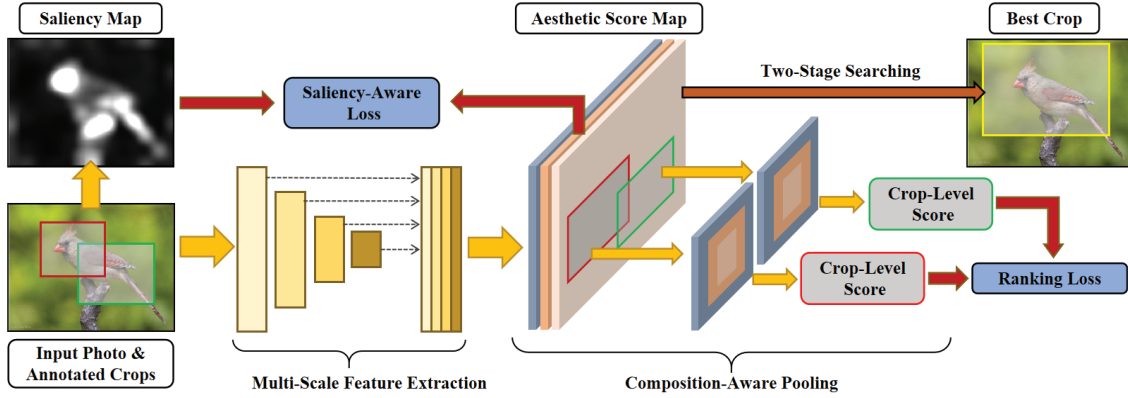 Saliency Map
Aesthetic Score Map
Best Crop
Saliency-Aware
Loss
Two-Stage Searching
Crop-Level
Score
Crop-Level
Score
Ranking Loss
Input Photo &
Annotated Crops
Multi-Scale Feature Extraction
Composition-Aware Pooling